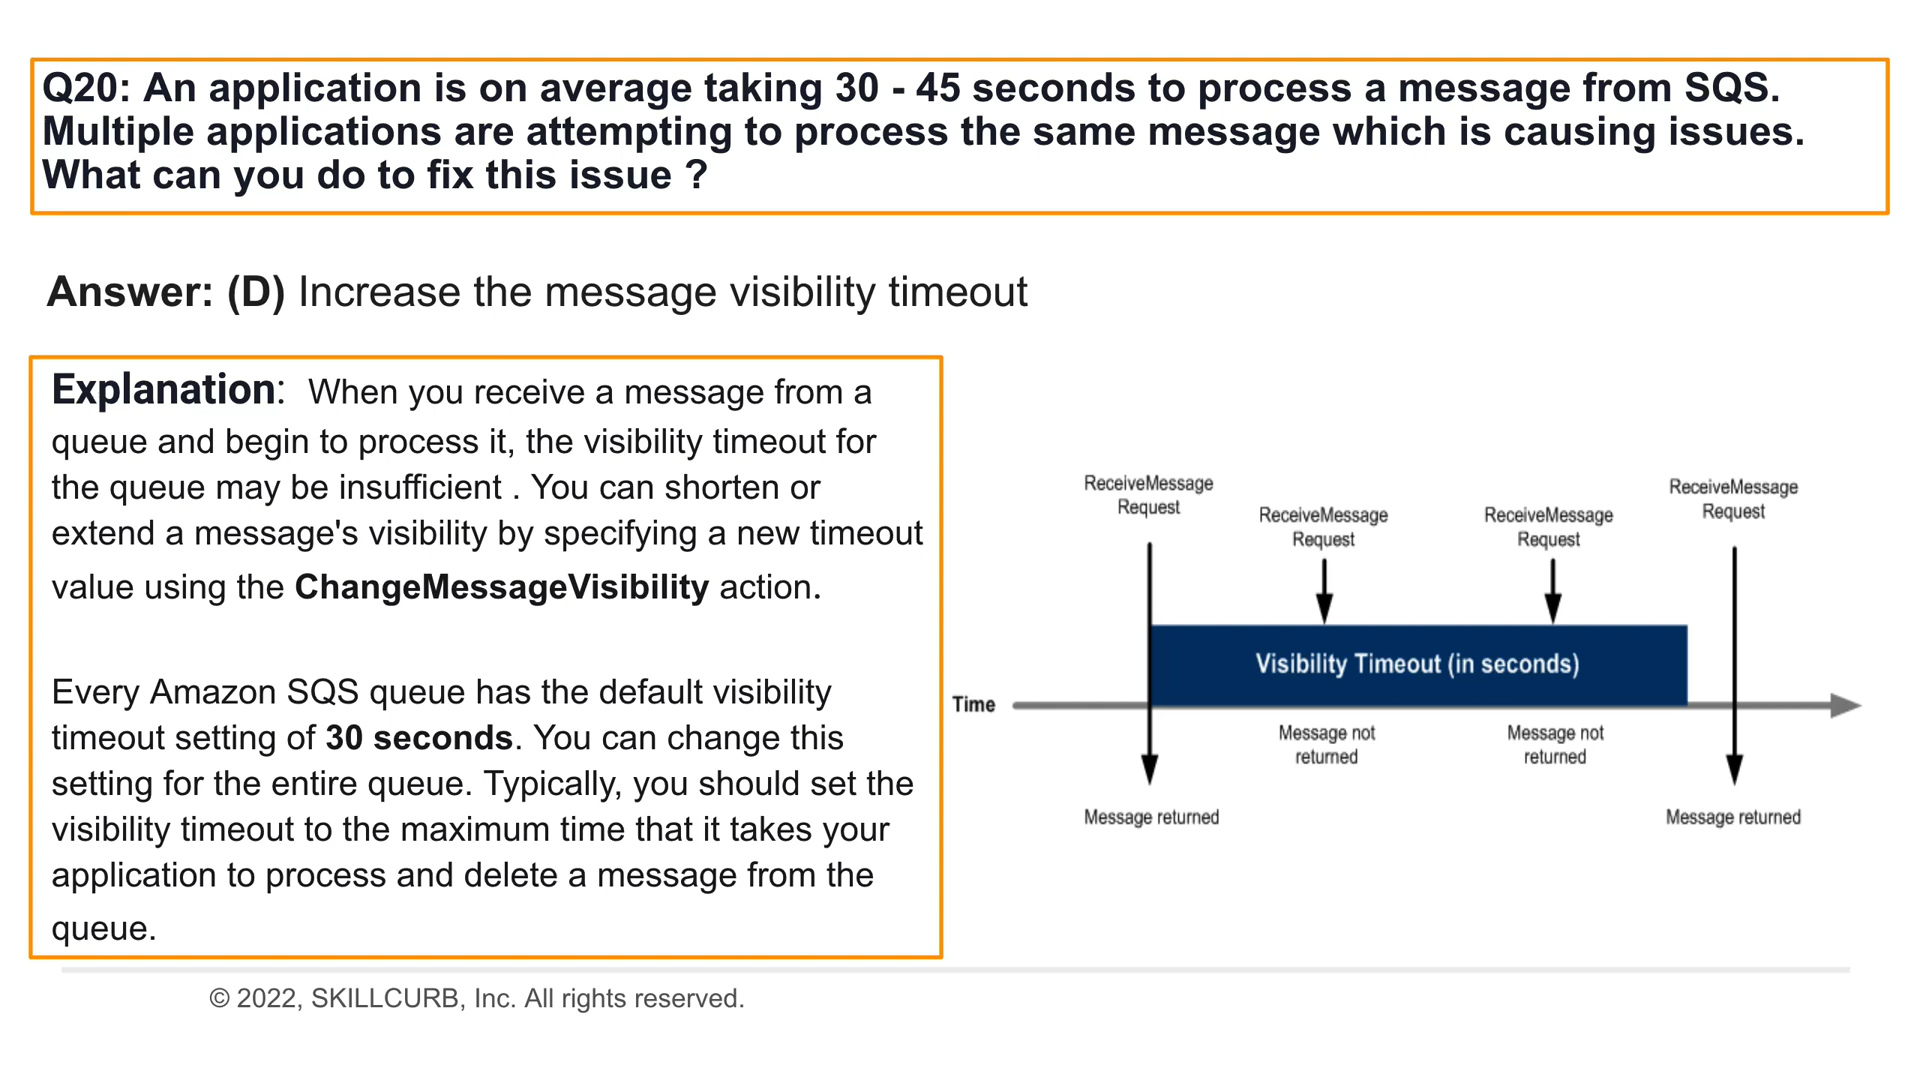 Q20: An application is on average taking 30 - 45 seconds to process a message from SQS.
Multiple applications are attempting to process the same message which is causing issues.
What can you do to fix this issue ?
Answer: (D) Increase the message visibility timeout
Explanation: When you receive a message from a
queue and begin to process it, the visibility timeout for
the queue may be insufficient . You can shorten or
extend a message's visibility by specifying a new timeout
value using the ChangeMessageVisibility action.
Every Amazon SQS queue has the default visibility
timeout setting of 30 seconds. You can change this
setting for the entire queue. Typically, you should set the
visibility timeout to the maximum time that it takes your
application to process and delete a message from the
queue.
ReceiveMessage
Request
ReceiveMessage
Request
ReceiveMessage
Request
ReceiveMessage
Request
Visibility Timeout (in seconds)
Time
Message not
returned
Message not
returned
Message returned
Message returned
© 2022, SKILLCURB, Inc. All rights reserved.